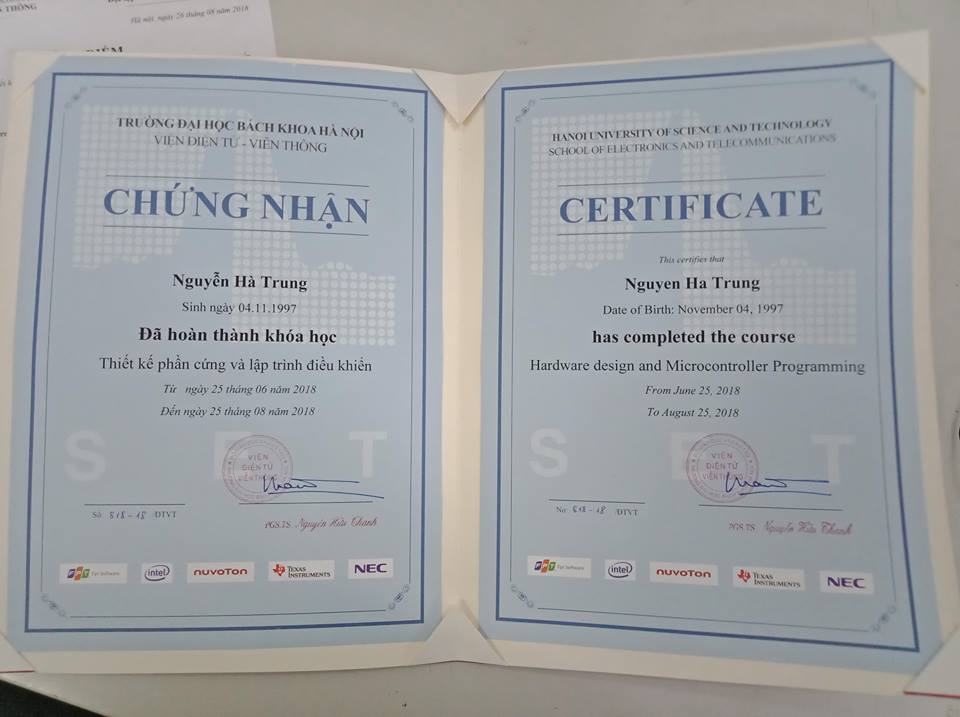 THÔNG
Hà nội, ngày 26 tháng 08 năm 2018
TRƯỜNG ĐẠI HỌC BÁCH KHOA HÀ NỘI
VIỆN ĐIỆN TỬ - VIỄN THÔNG
CHỨNG NHẬN
Nguyễn Hà Trung
Sinh ngày 04.11.1997
Đã hoàn thành khóa học
Thiết kế phần cứng và lập trình điều khiển
Từ ngày 25 tháng 06 năm 2018
Đến ngày 25 tháng 08 năm 2018
S E T
VIỆN
ĐIỆN TỬ
VIỄN THÔNG
Số: 818 - 18 /ĐTVT
PGS.TS. Nguyễn Hữu Thanh
FPT Software
intel
nuvoTon
TEXAS
INSTRUMENTS
NEC
HANOI UNIVERSITY OF SCIENCE AND TECHNOLOGY
SCHOOL OF ELECTRONICS AND TELECOMMUNICATIONS
CERTIFICATE
This certifies that
Nguyen Ha Trung
Date of Birth: November 04, 1997
has completed the course
Hardware design and Microcontroller Programming
From June 25, 2018
To August 25, 2018
S E T
VIỆN
ĐIỆN TỬ
VIỄN THÔNG
No: 818 - 18 /ĐTVT
PGS.TS. Nguyễn Hữu Thanh
FPT Software
intel
nuvoTon
TEXAS
INSTRUMENTS
NEC